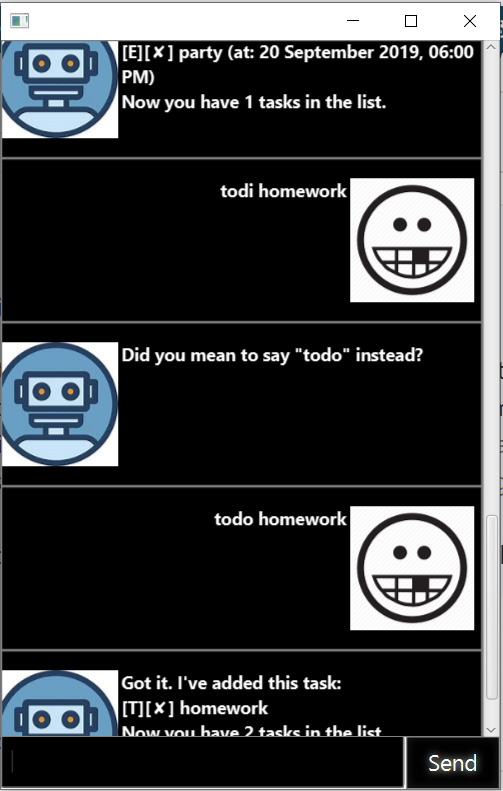 [E][✘] party (at: 20 September 2019, 06:00
PM)
Now you have 1 tasks in the list.
todi homework
Did you mean to say "todo" instead?
todo homework
Got it. I've added this task:
[T][✘] homework
Now you have 2 tasks in the list
Send